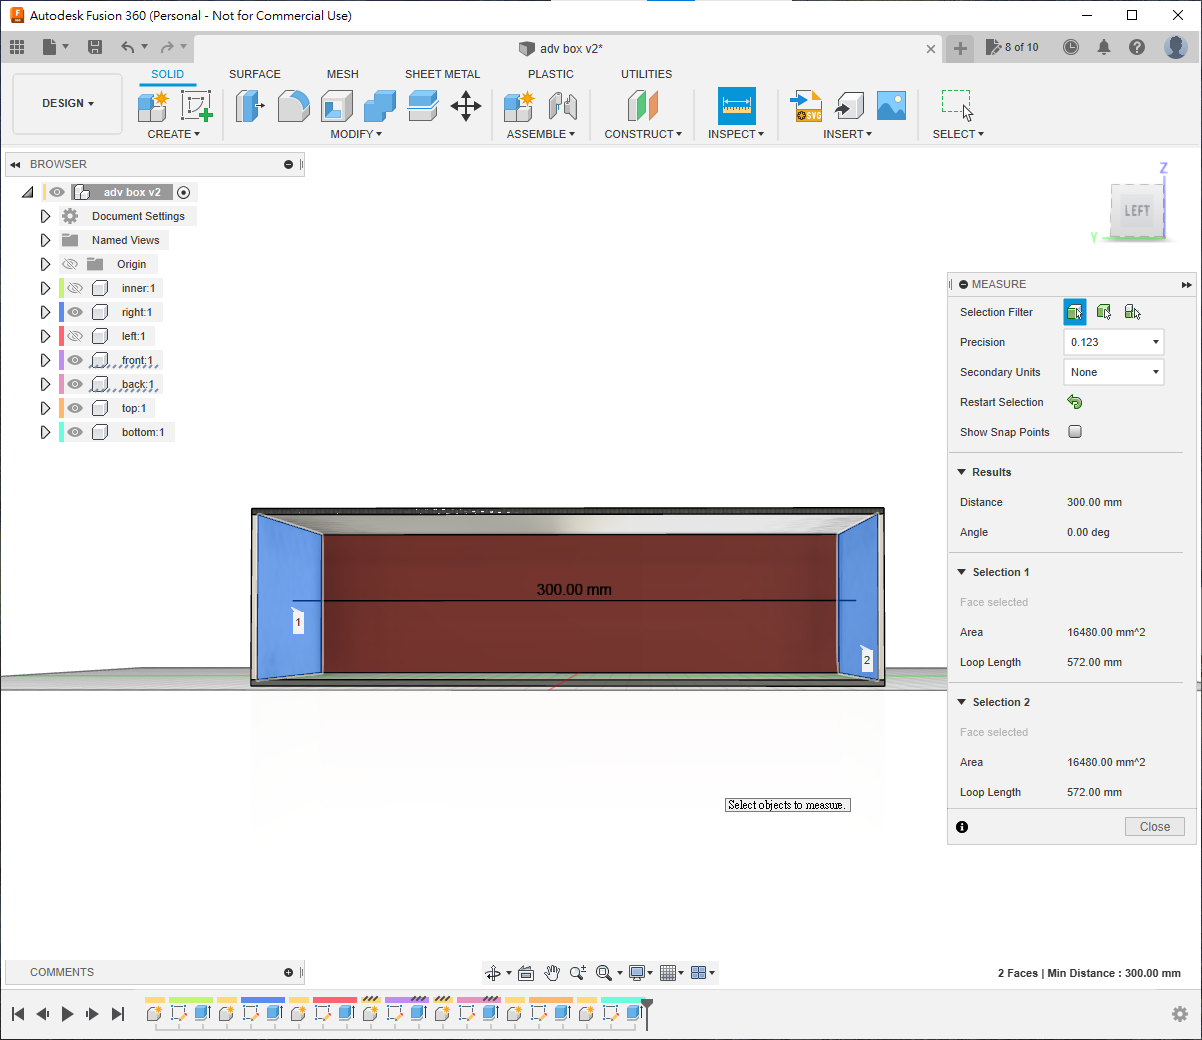 Autodesk Fusion 360 (Personal - Not for Commercial Use)
adv box v2*
8 of 10
DESIGN
SOLID SURFACE MESH SHEET METAL PLASTIC UTILITIES
CREATE MODIFY ASSEMBLE CONSTRUCT INSPECT INSERT SELECT
SVG
BROWSER
adv box v2
Document Settings
Named Views
Origin
inner:1
right:1
left:1
front:1
back:1
top:1
bottom:1
Z
LEFT
Y
MEASURE
Selection Filter
Precision 0.123
Secondary Units None
Restart Selection
Show Snap Points
Results
Distance 300.00 mm
Angle 0.00 deg
Selection 1
Face selected
Area 16480.00 mm^2
Loop Length 572.00 mm
Selection 2
Face selected
Area 16480.00 mm^2
Loop Length 572.00 mm
Close
300.00 mm
1
2
Select objects to measure.
COMMENTS
2 Faces | Min Distance : 300.00 mm